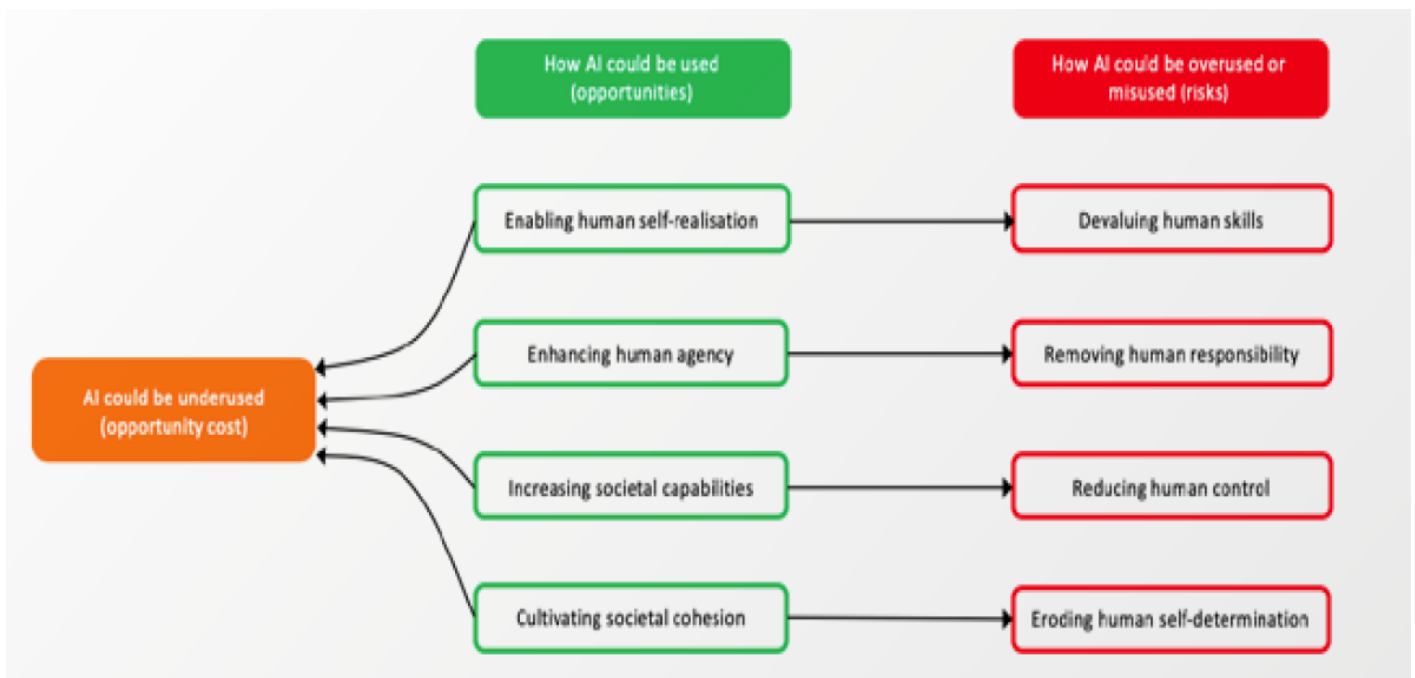 How AI could be used
(opportunities)
How AI could be overused or
misused (risks)
Enabling human self-realisation
Devaluing human skills
Enhancing human agency
Removing human responsibility
AI could be underused
(opportunity cost)
Increasing societal capabilities
Reducing human control
Cultivating societal cohesion
Eroding human self-determination